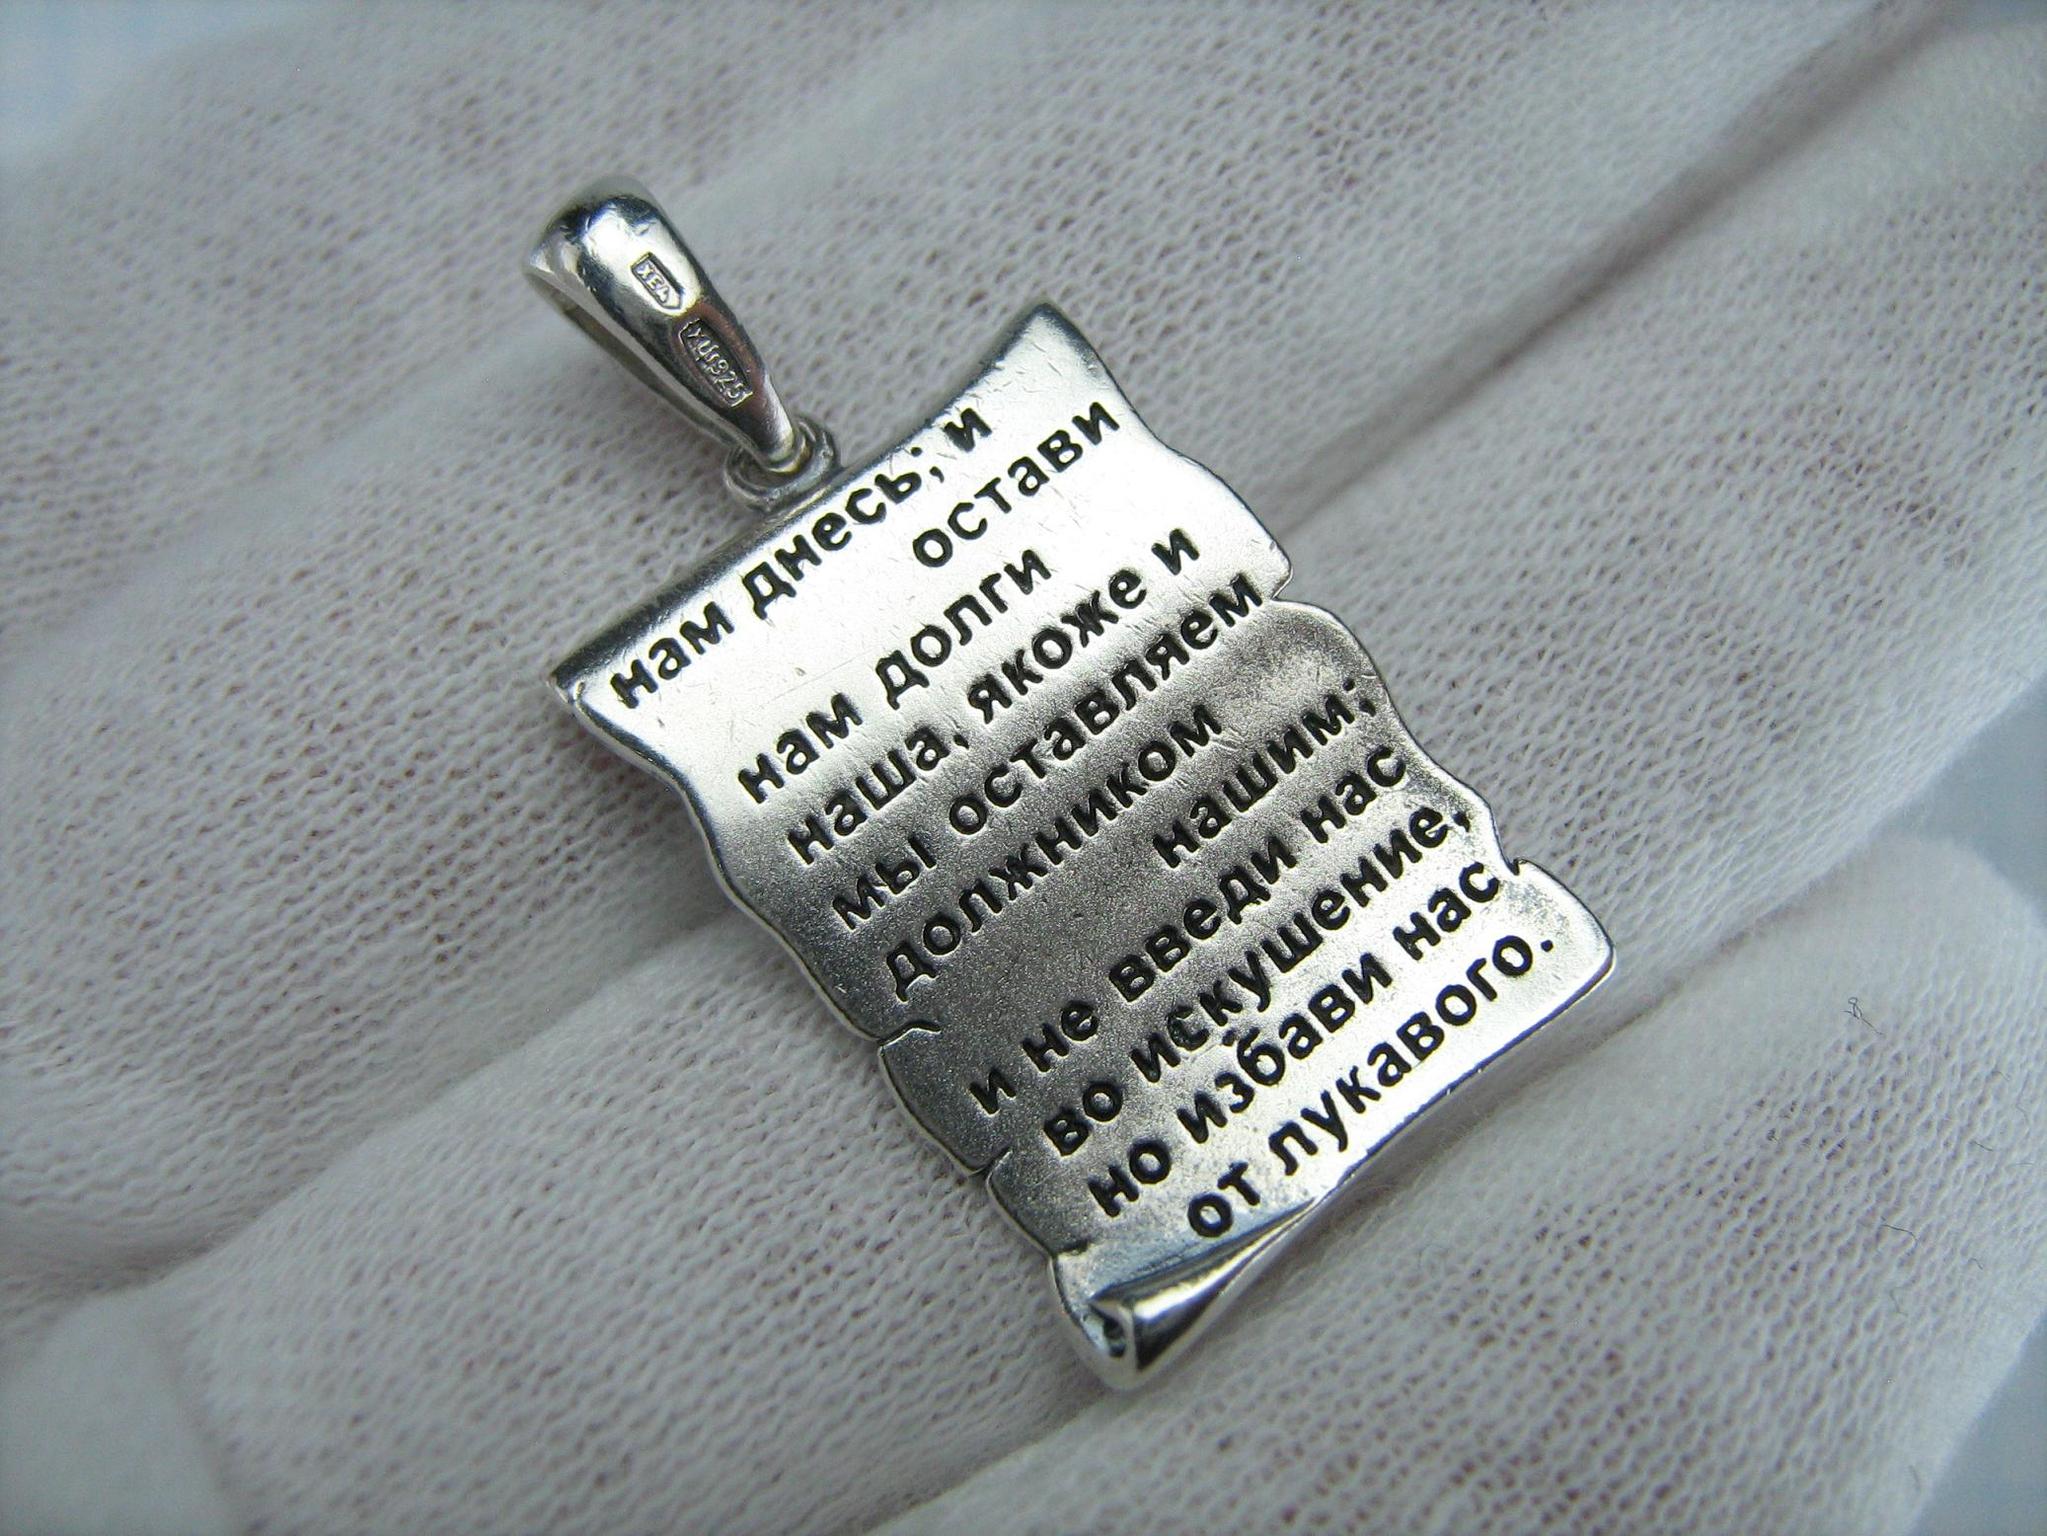 нам днесь; и
остави
нам долги
наша, якоже и
мы оставляем
должником
нашим;
и не введи нас
во искушение,
но избави нас
от лукавого.